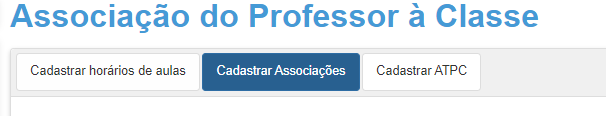 Associação do Professor à Classe
Cadastrar horários de aulas Cadastrar Associações Cadastrar ATPC